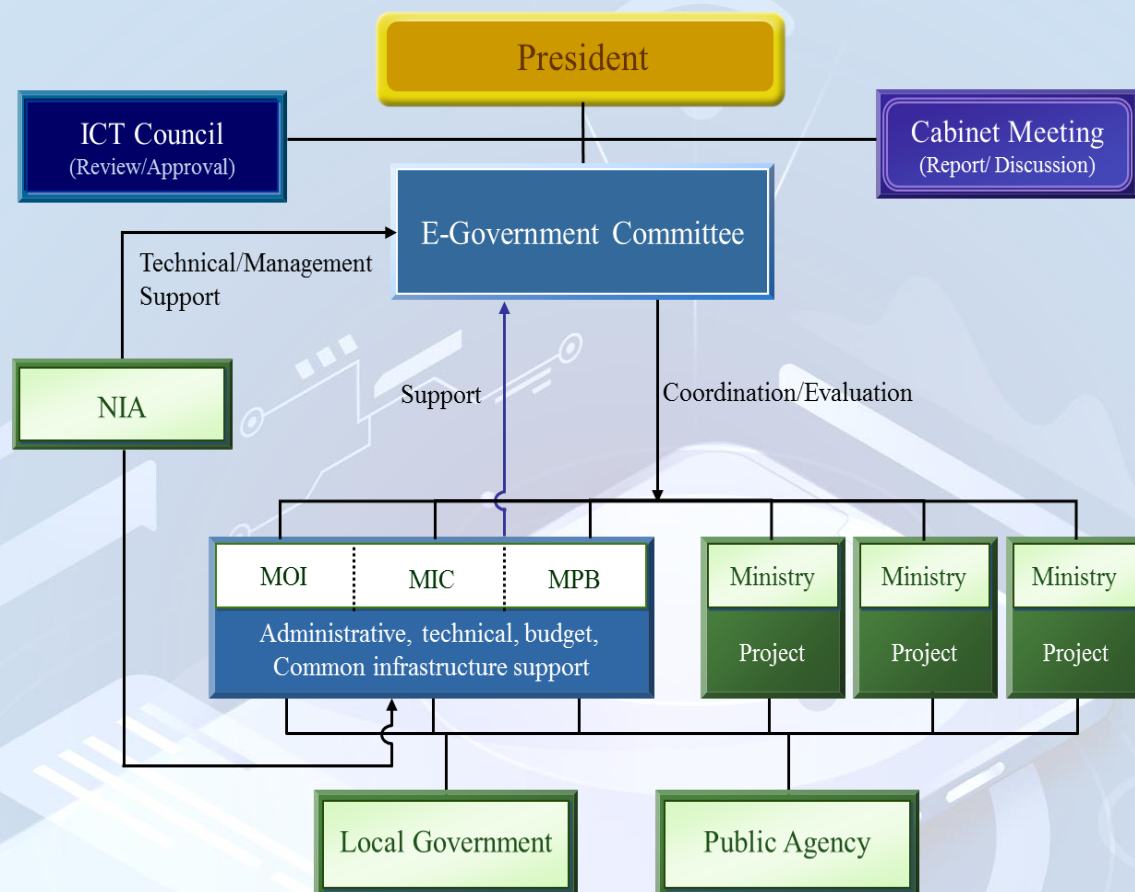 President
ICT Council
(Review/Approval)
Cabinet Meeting
(Report/ Discussion)
E-Government Committee
Technical/Management
Support
NIA
Support
Coordination/Evaluation
MOI
MIC
MPB
Administrative, technical, budget,
Common infrastructure support
Ministry
Project
Ministry
Project
Ministry
Project
Local Government
Public Agency